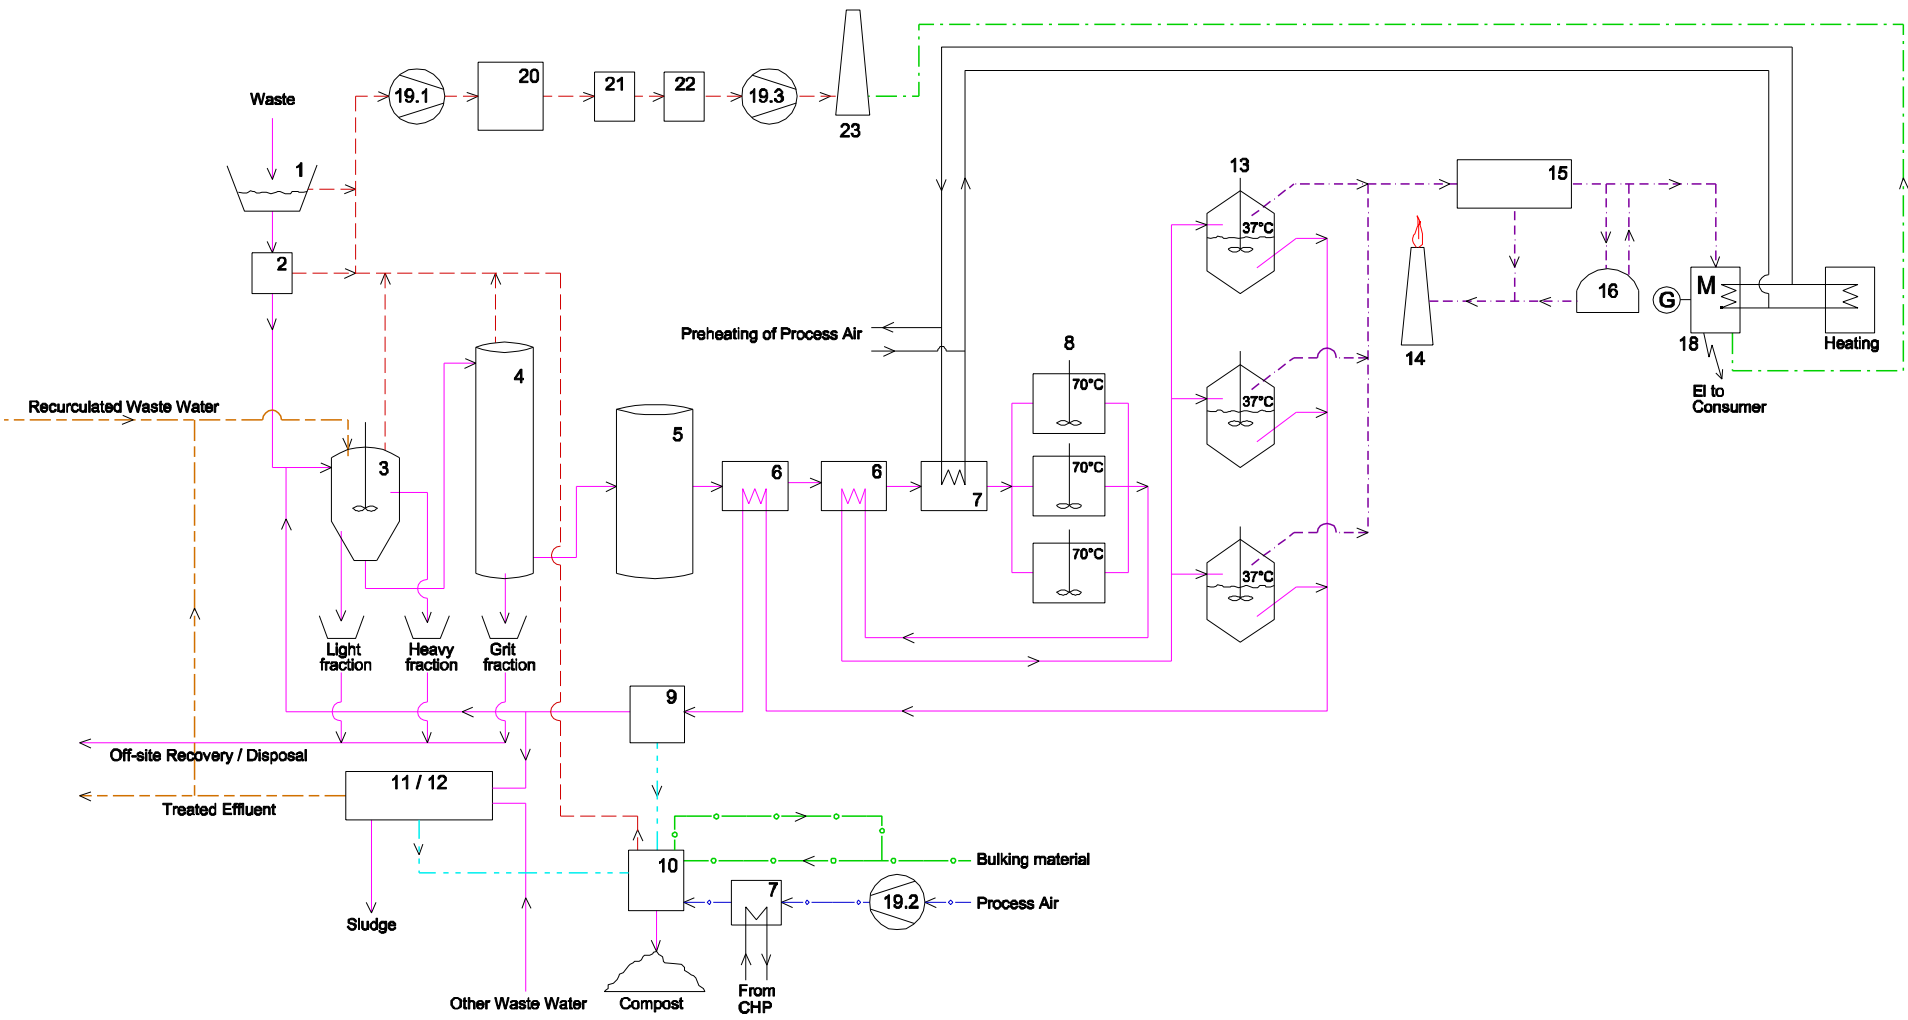 20
21
22
19.1
19.3
23
Waste
1
13
15
37°C
2
16
M
G
18
Heating
14
Preheating of Process Air
8
70°C
4
El to
Consumer
37°C
Recurculated Waste Water
5
3
6
6
7
70°C
70°C
37°C
Light
fraction
Heavy
fraction
Grit
fraction
9
Off-site Recovery / Disposal
11 / 12
Treated Effluent
10
Bulking material
7
19.2
Process Air
Sludge
Other Waste Water
Compost
From
CHP